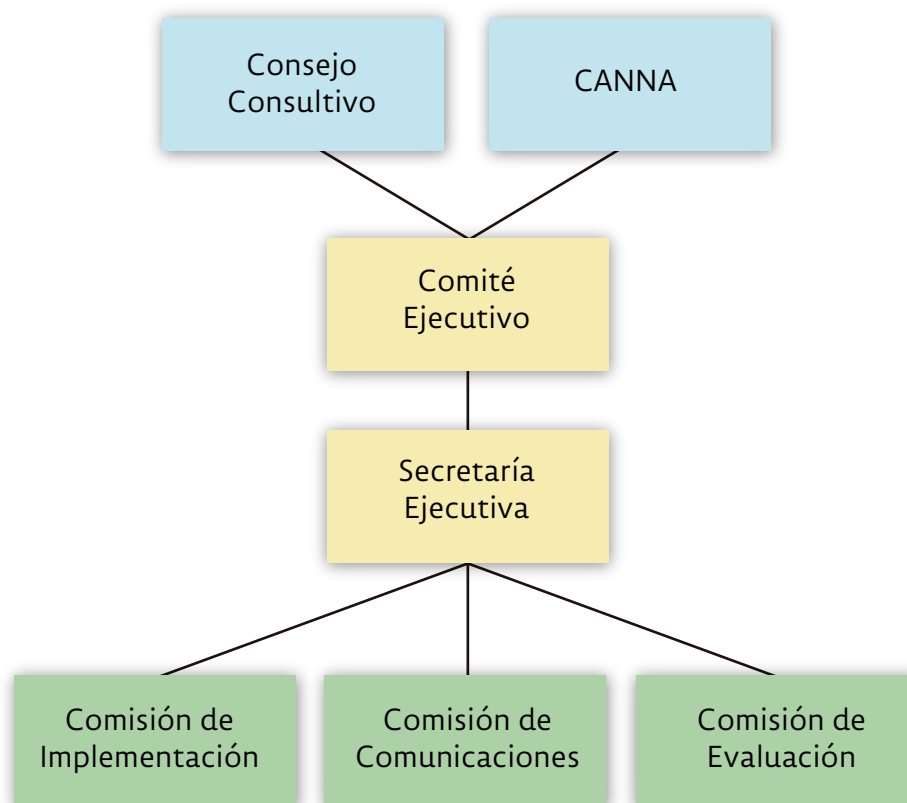 Consejo
Consultivo
CANNA
Comité
Ejecutivo
Secretaría
Ejecutiva
Comisión de
Implementación
Comisión de
Comunicaciones
Comisión de
Evaluación